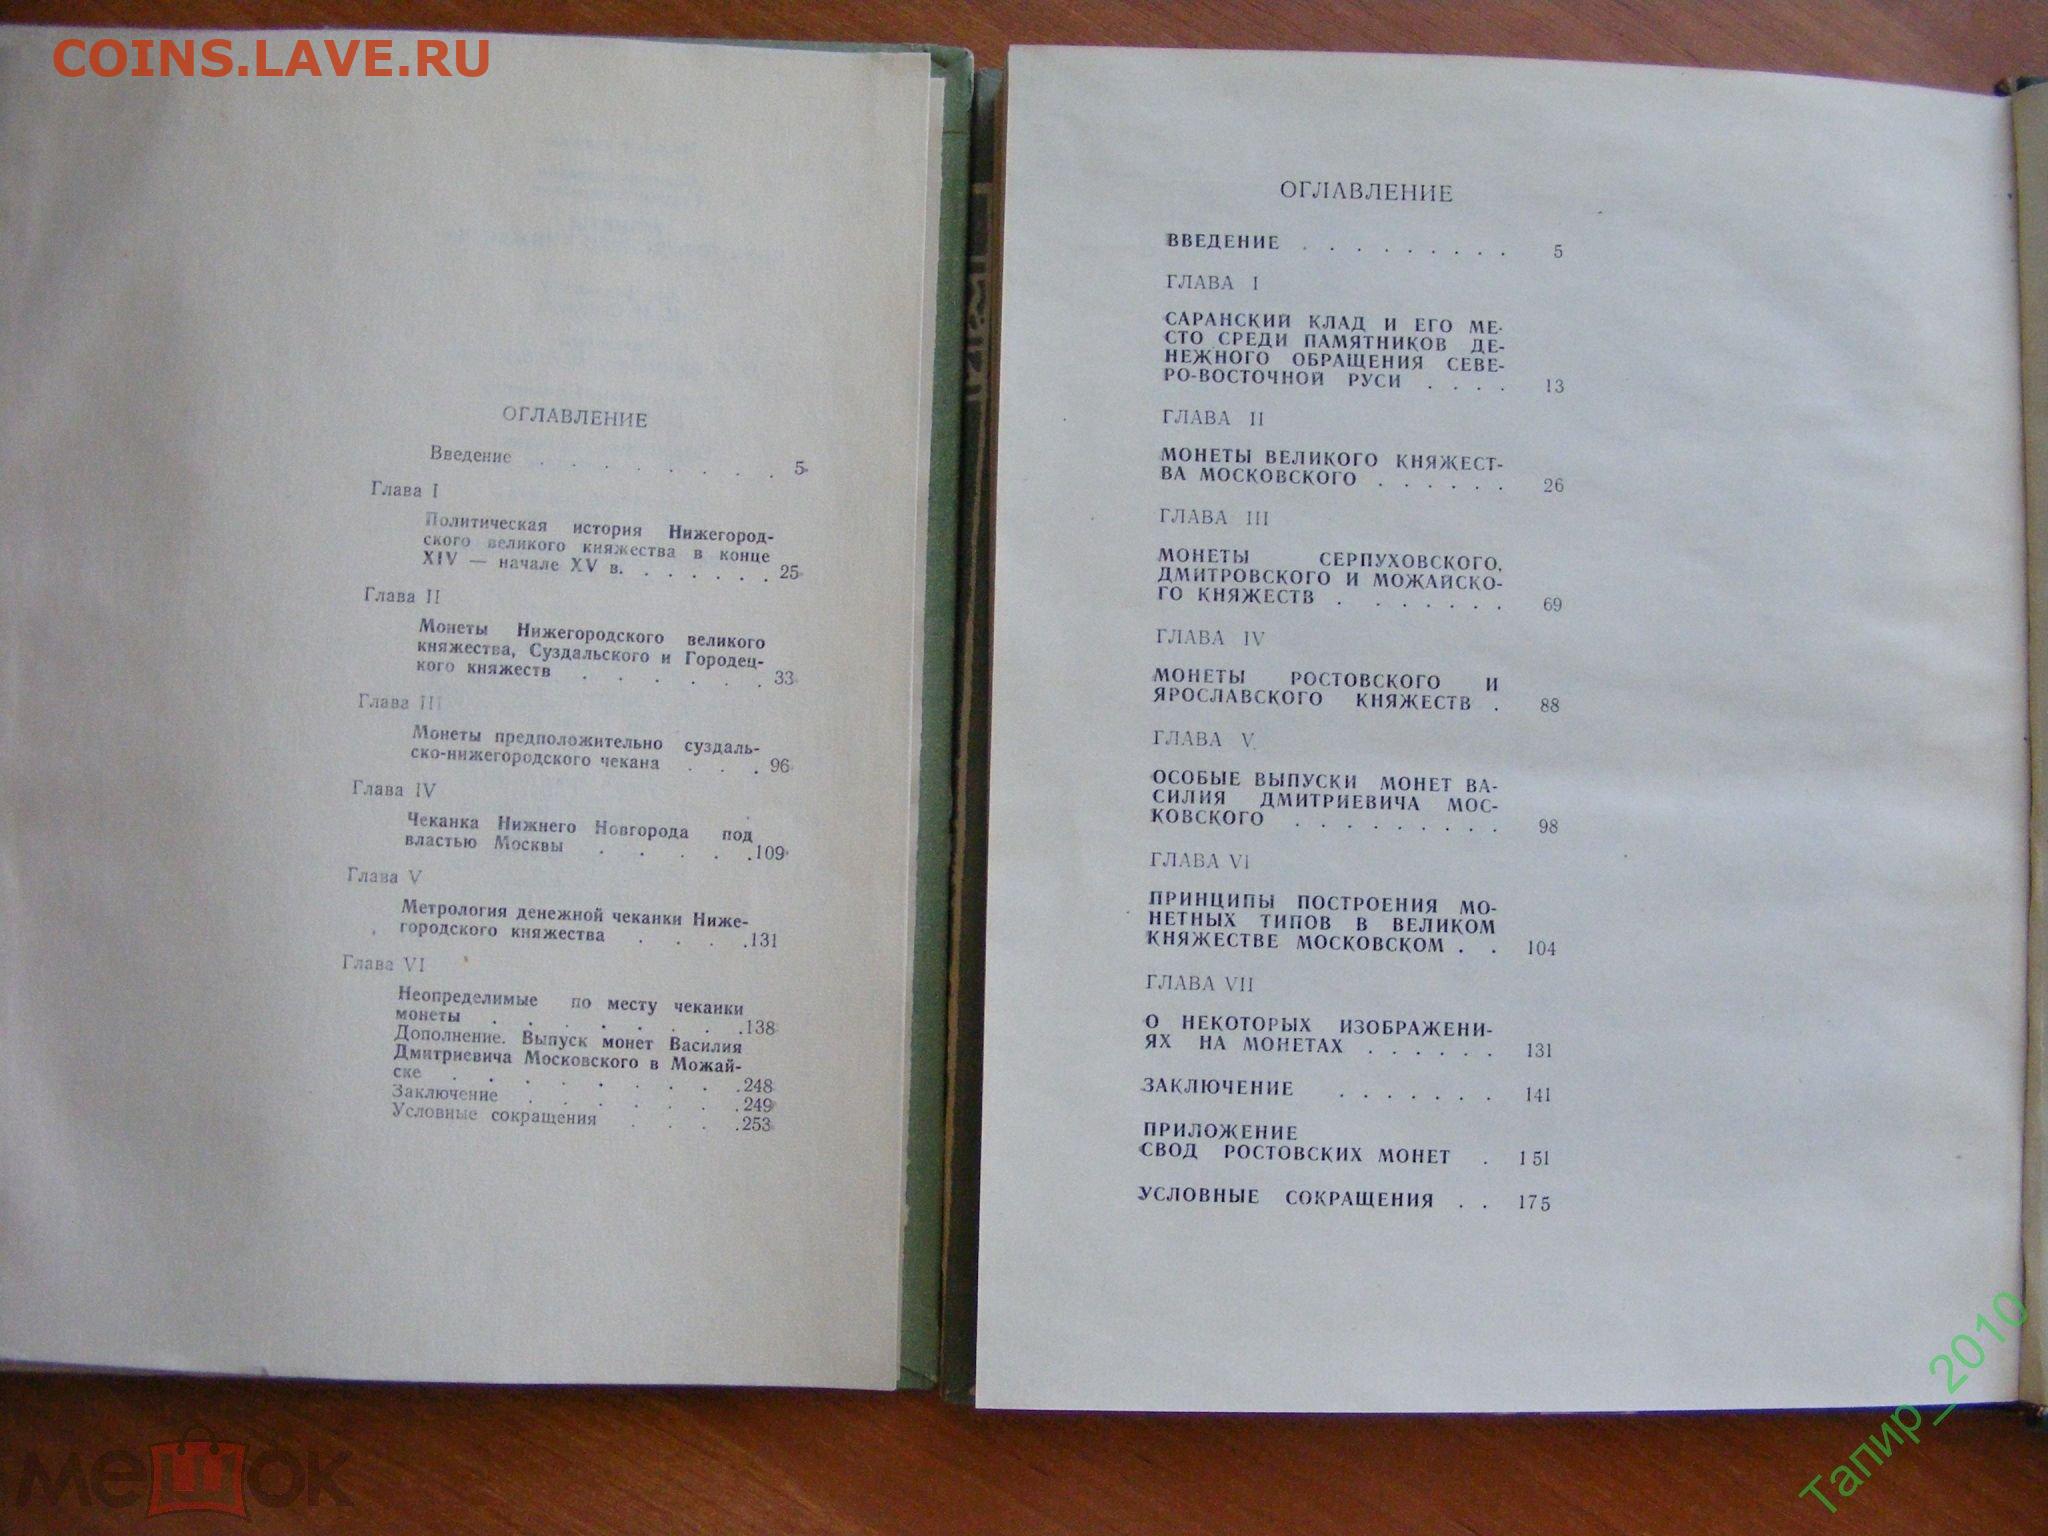 COINS.LAVE.RU
ОГЛАВЛЕНИЕ
Введение . . . . . . . . 5
Глава I
Политическая история Нижегород-
ского великого княжества в конце
XIV — начале XV в. . . . . . . 25
Глава II
Монеты Нижегородского великого
княжества, Суздальского и Городец-
кого княжеств . . . . . . 33
Глава III
Монеты предположительно суздаль-
ско-нижегородского чекана . . . 96
Глава IV
Чеканка Нижнего Новгорода под
властью Москвы . . . . . 109
Глава V
Метрология денежной чеканки Ниже-
городского княжества . . . . 131
Глава VI
Неопределимые по месту чеканки
монеты . . . . . . . . 138
Дополнение. Выпуск монет Василия
Дмитриевича Московского в Можай-
ске . . . . . . . . . 248
Заключение . . . . . . . 249
Условные сокращения . . . . 253
ОГЛАВЛЕНИЕ
ВВЕДЕНИЕ . . . . . . . . . 5
ГЛАВА I
САРАНСКИЙ КЛАД И ЕГО МЕ-
СТО СРЕДИ ПАМЯТНИКОВ ДЕ-
НЕЖНОГО ОБРАЩЕНИЯ СЕВЕ-
РО-ВОСТОЧНОЙ РУСИ . . . . 13
ГЛАВА II
МОНЕТЫ ВЕЛИКОГО КНЯЖЕСТ-
ВА МОСКОВСКОГО . . . . . . 26
ГЛАВА III
МОНЕТЫ СЕРПУХОВСКОГО,
ДМИТРОВСКОГО И МОЖАЙСКО-
ГО КНЯЖЕСТВ . . . . . . . 69
ГЛАВА IV
МОНЕТЫ РОСТОВСКОГО И
ЯРОСЛАВСКОГО КНЯЖЕСТВ . 88
ГЛАВА V
ОСОБЫЕ ВЫПУСКИ МОНЕТ ВА-
СИЛИЯ ДМИТРИЕВИЧА МОС-
КОВСКОГО . . . . . . . . . 98
ГЛАВА VI
ПРИНЦИПЫ ПОСТРОЕНИЯ МО-
НЕТНЫХ ТИПОВ В ВЕЛИКОМ
КНЯЖЕСТВЕ МОСКОВСКОМ . . 104
ГЛАВА VII
О НЕКОТОРЫХ ИЗОБРАЖЕНИ-
ЯХ НА МОНЕТАХ . . . . . . 131
ЗАКЛЮЧЕНИЕ . . . . . . . 141
ПРИЛОЖЕНИЕ
СВОД РОСТОВСКИХ МОНЕТ . 151
УСЛОВНЫЕ СОКРАЩЕНИЯ . . 175
мешок
Тапир_2010